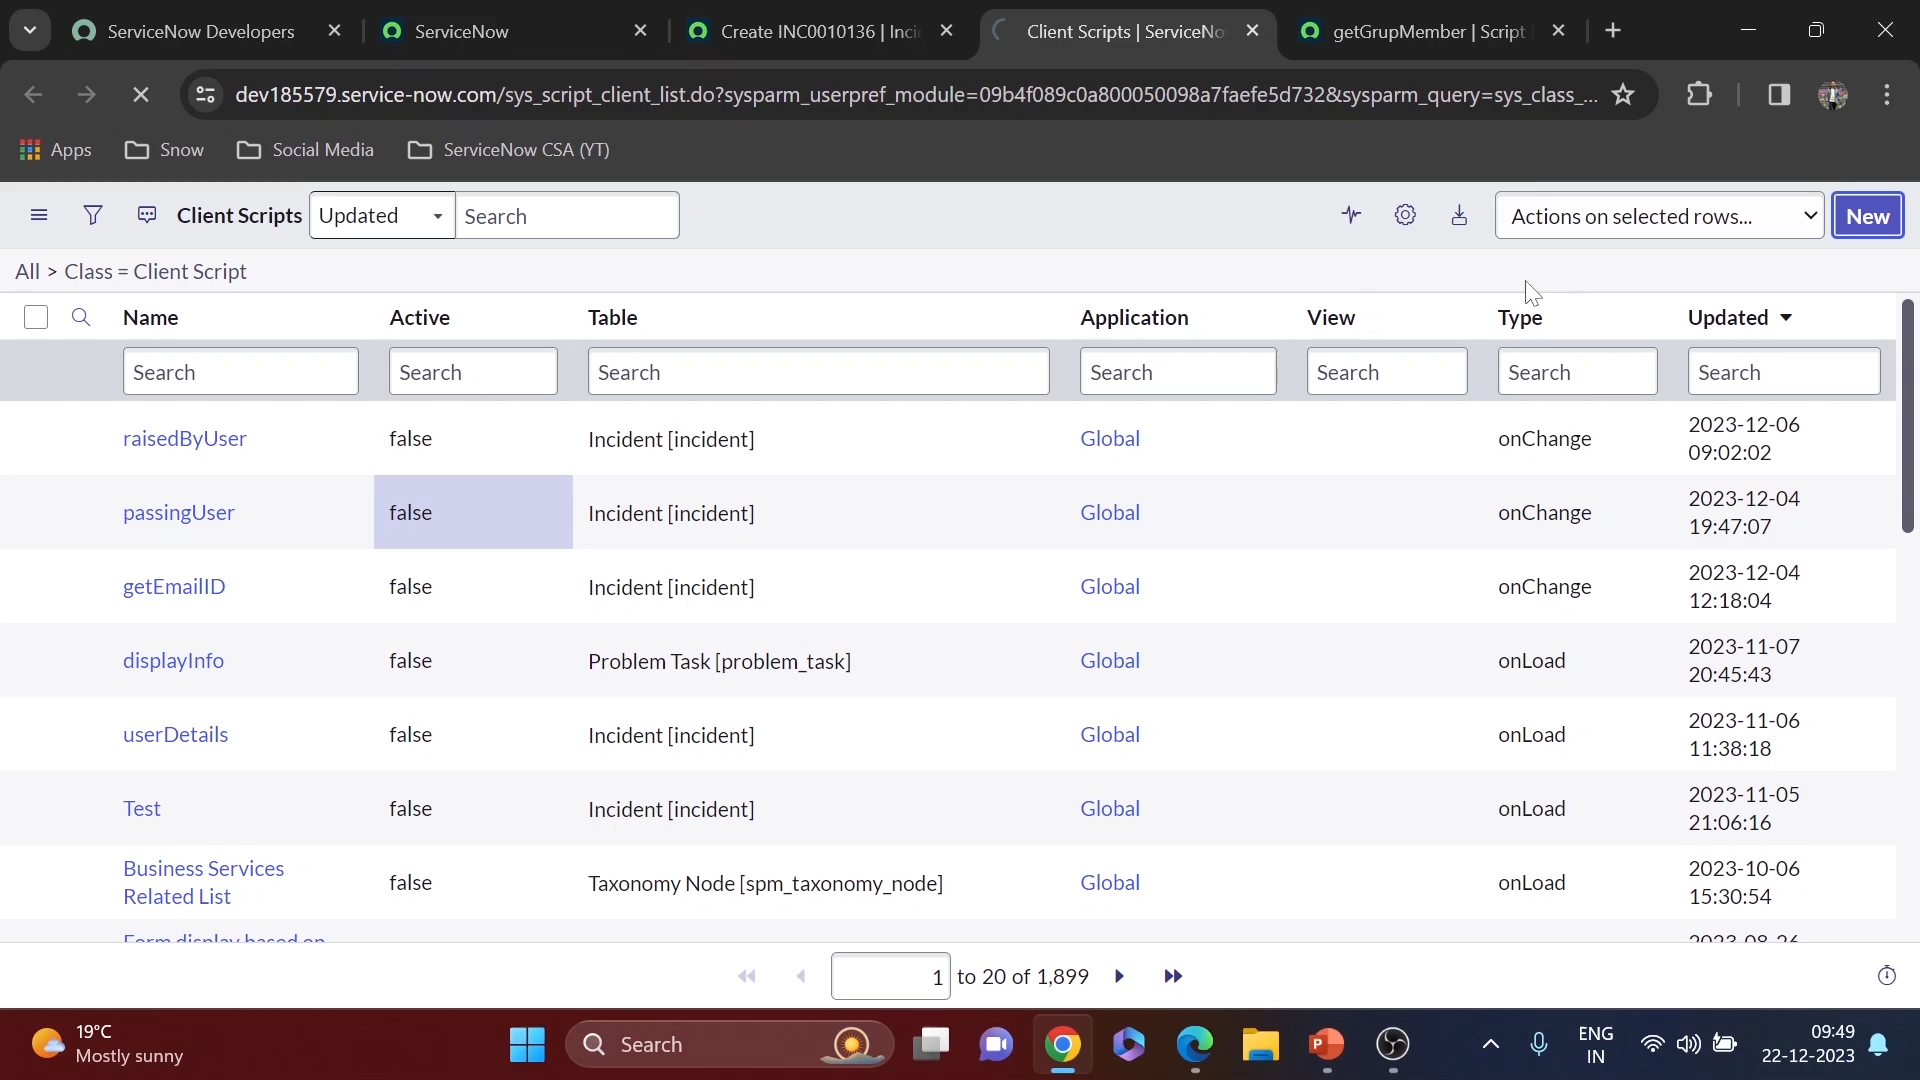 ServiceNow Developers
ServiceNow
Create INC0010136 | Inci
Client Scripts | ServiceNo
getGrupMember | Script
dev185579.service-now.com/sys_script_client_list.do?sysparm_userpref_module=09b4f089c0a800050098a7faefe5d732&sysparm_query=sys_class_...
Apps
Snow
Social Media
ServiceNow CSA (YT)
Client Scripts
Updated
Search
Actions on selected rows...
New
All > Class = Client Script
Name Active Table Application View Type Updated
Search Search Search Search Search Search Search
raisedByUser false Incident [incident] Global onChange 2023-12-06
09:02:02
passingUser false Incident [incident] Global onChange 2023-12-04
19:47:07
getEmailID false Incident [incident] Global onChange 2023-12-04
12:18:04
displayInfo false Problem Task [problem_task] Global onLoad 2023-11-07
20:45:43
userDetails false Incident [incident] Global onLoad 2023-11-06
11:38:18
Test false Incident [incident] Global onLoad 2023-11-05
21:06:16
Business Services
Related List false Taxonomy Node [spm_taxonomy_node] Global onLoad 2023-10-06
15:30:54
Form display based on 2023-08-26
1 to 20 of 1,899
19°C
Mostly sunny
Search
ENG
IN
09:49
22-12-2023